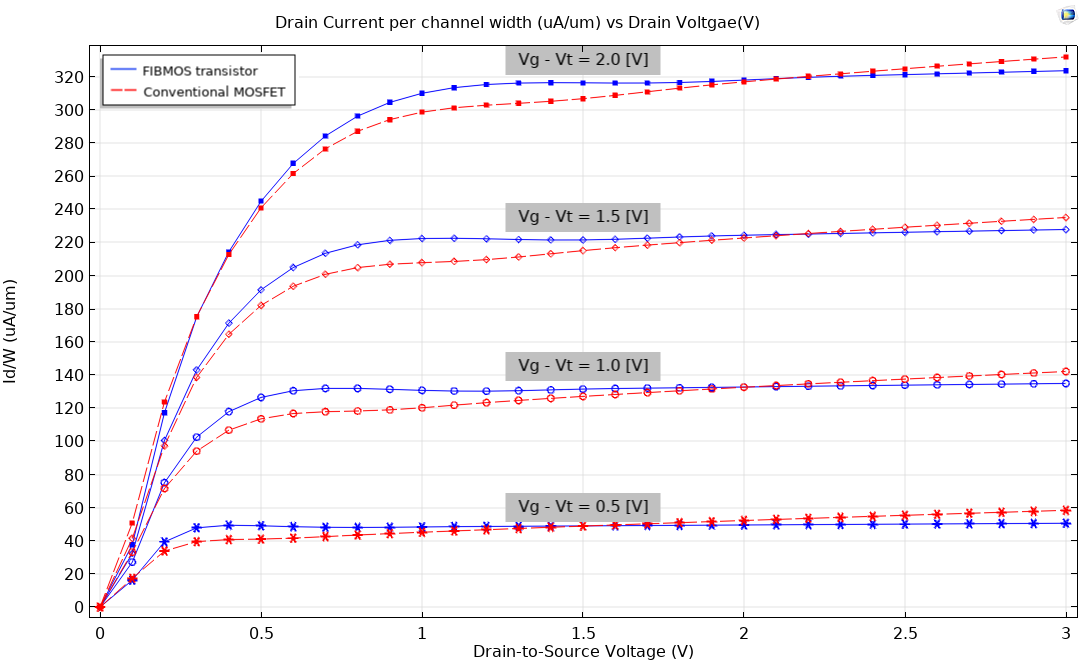 Drain Current per channel width (uA/um) vs Drain Voltgae(V)
FIBMOS transistor
Conventional MOSFET
Vg - Vt = 2.0 [V]
Vg - Vt = 1.5 [V]
Vg - Vt = 1.0 [V]
Vg - Vt = 0.5 [V]
Id/W (uA/um)
320
300
280
260
240
220
200
180
160
140
120
100
80
60
40
20
0
0 0.5 1 1.5 2 2.5 3
Drain-to-Source Voltage (V)